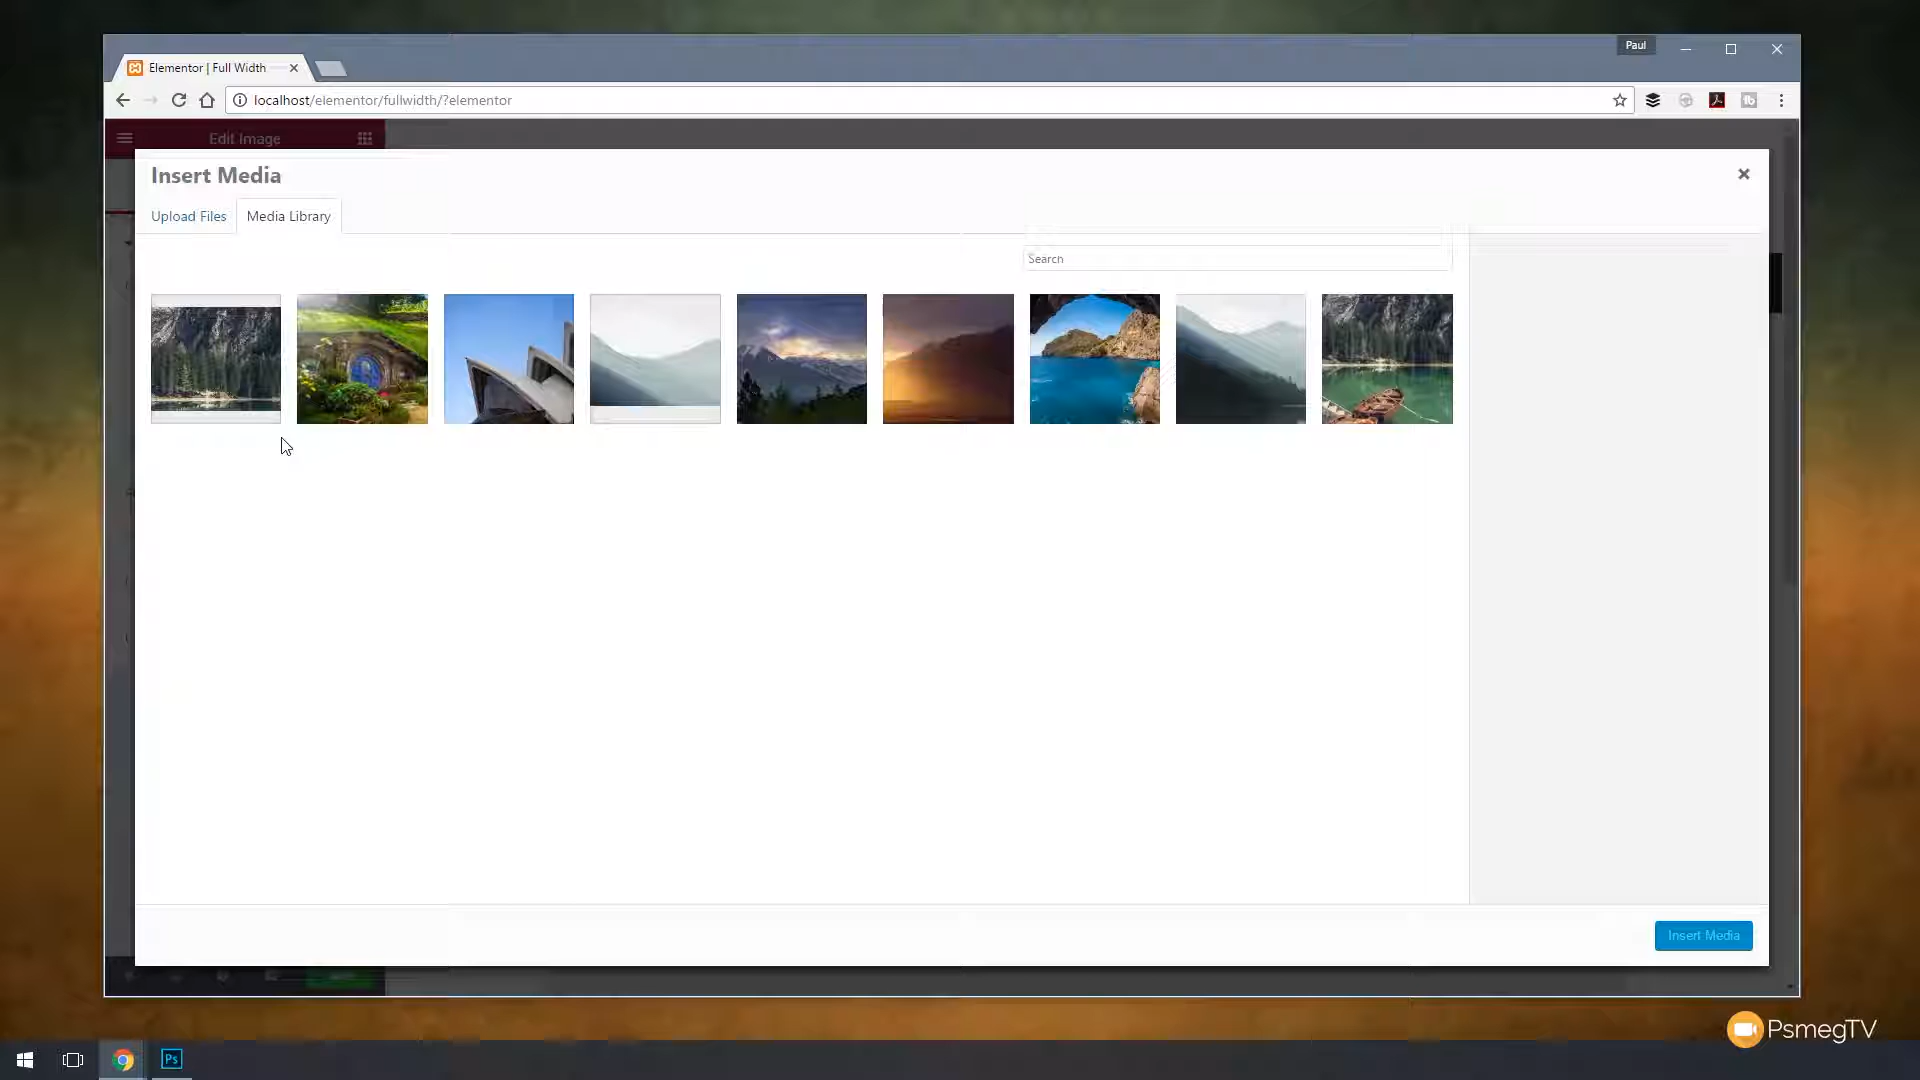 Paul
Elementor | Full Width
localhost/elementor/fullwidth/?elementor
Edit Image
Insert Media
Upload Files
Media Library
Search
Insert Media
PsmegTV
Ps